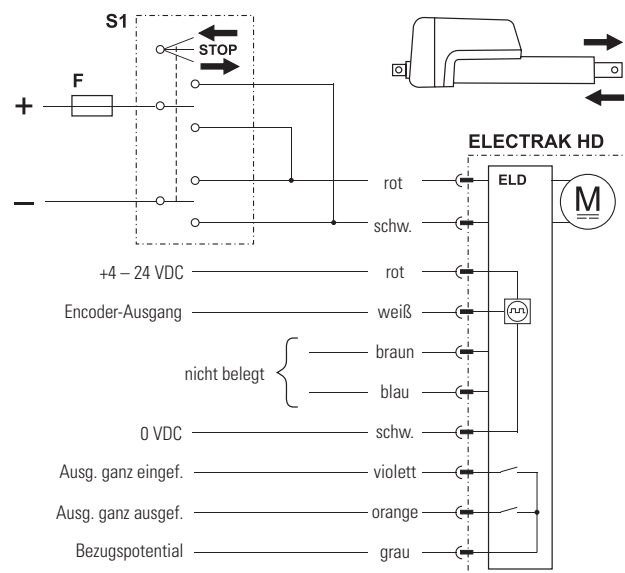 S1
STOP
F
+
–
ELECTRAK HD
ELD
M
rot
schw.
+4 – 24 VDC rot
Encoder-Ausgang weiß
nicht belegt
braun
blau
0 VDC schw.
Ausg. ganz eingef. violett
Ausg. ganz ausgef. orange
Bezugspotential grau